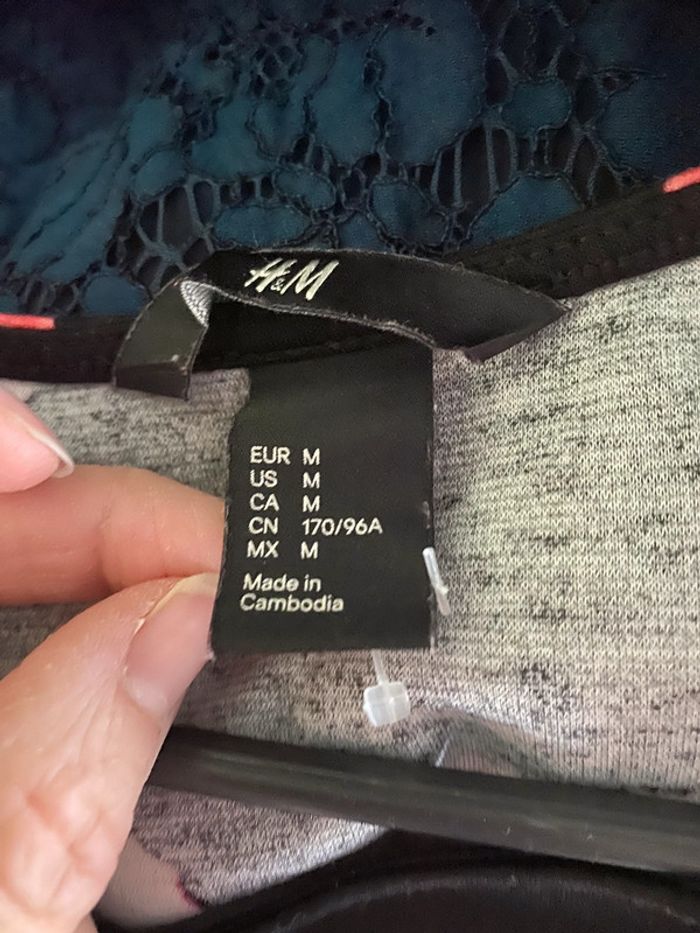 H&M
EUR M
US M
CA M
CN 170/96A
MX M
Made in
Cambodia